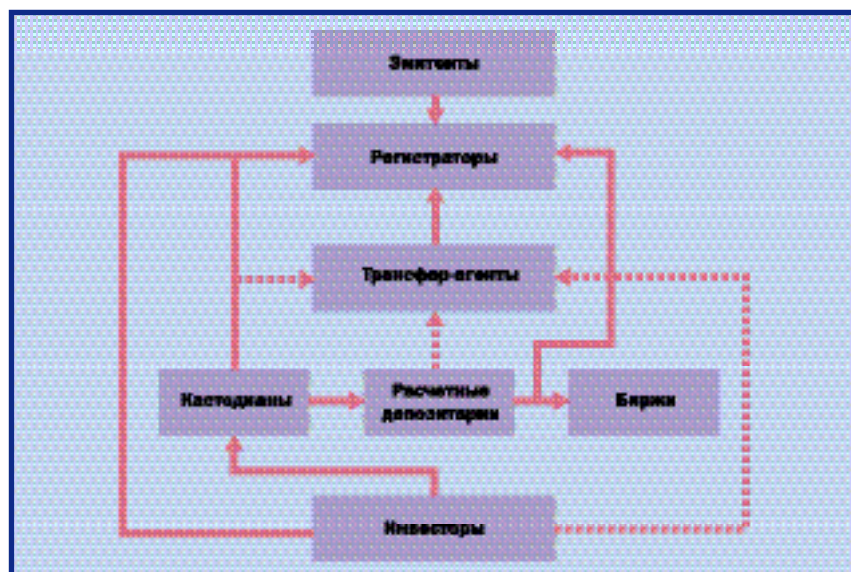 Эмитенты
Регистраторы
Трансфер-агенты
Кастодианы
Расчетные
депозитарии
Биржи
Инвесторы